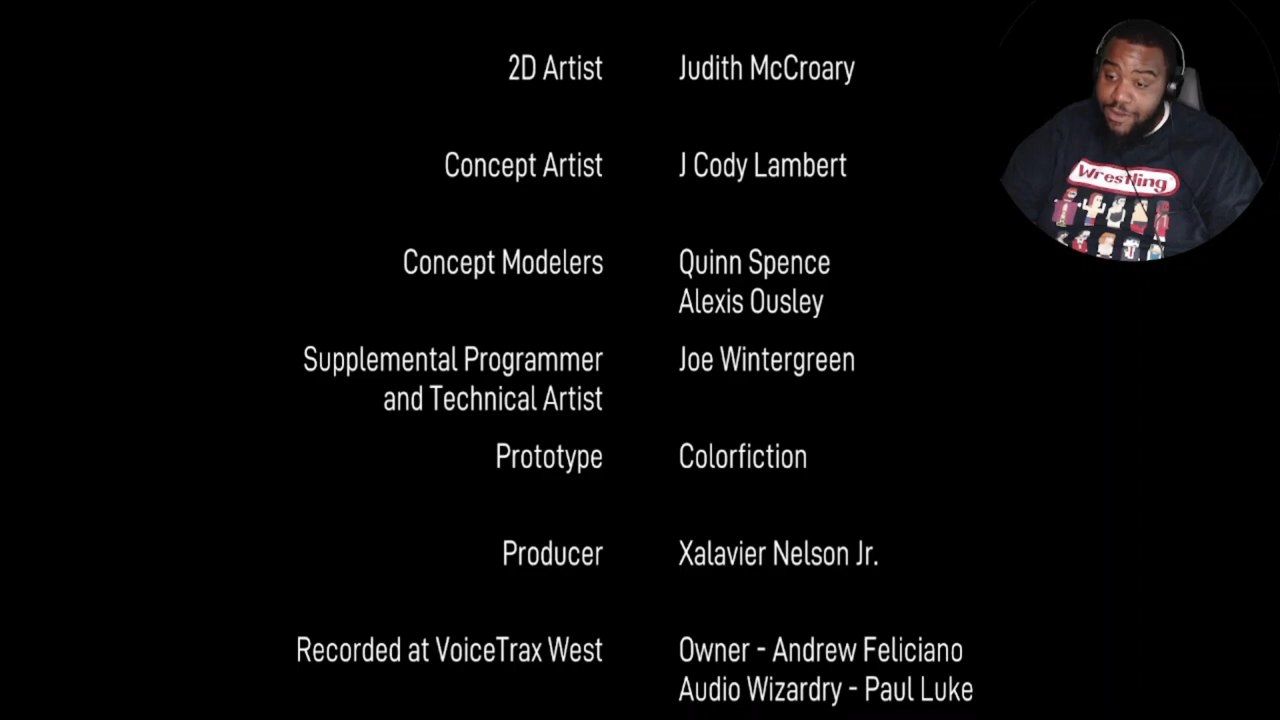 2D Artist Judith McCroary
Concept Artist J Cody Lambert
Concept Modelers Quinn Spence
Alexis Ousley
Supplemental Programmer Joe Wintergreen
and Technical Artist
Prototype Colorfiction
Producer Xalavier Nelson Jr.
Recorded at VoiceTrax West Owner - Andrew Feliciano
Audio Wizardry - Paul Luke
Wrestling